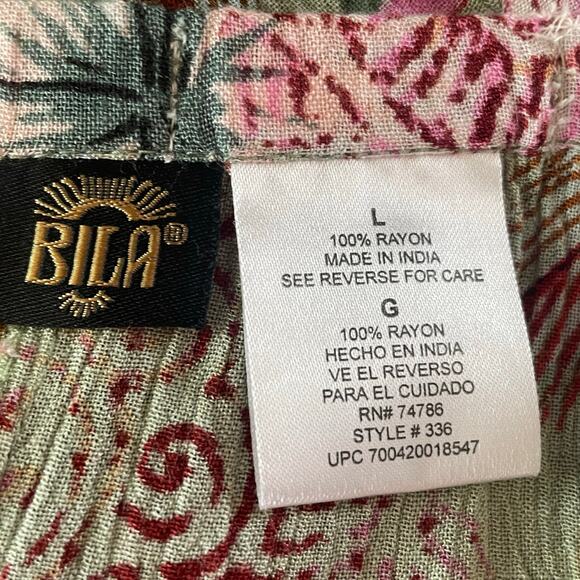 BILA®
L
100% RAYON
MADE IN INDIA
SEE REVERSE FOR CARE
G
100% RAYON
HECHO EN INDIA
VE EL REVERSO
PARA EL CUIDADO
RN# 74786
STYLE # 336
UPC 700420018547